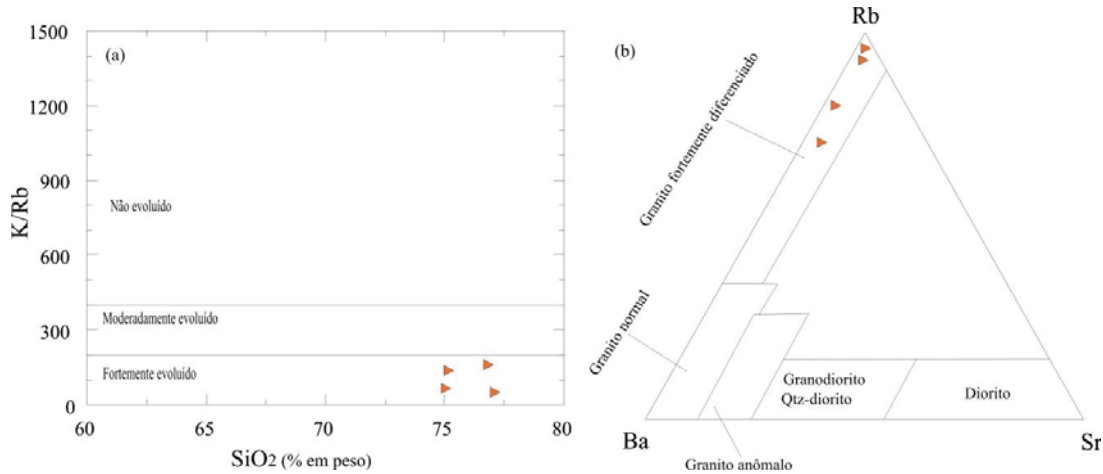 (a)
1500
1200
900
600
300
0
K/Rb
Não evoluído
Moderadamente evoluído
Fortemente evoluído
60
65
70
75
80
SiO2 (% em peso)
(b)
Rb
Granito fortemente diferenciado
Granito normal
Granodiorito
Qtz-diorito
Diorito
Ba
Sr
Granito anômalo